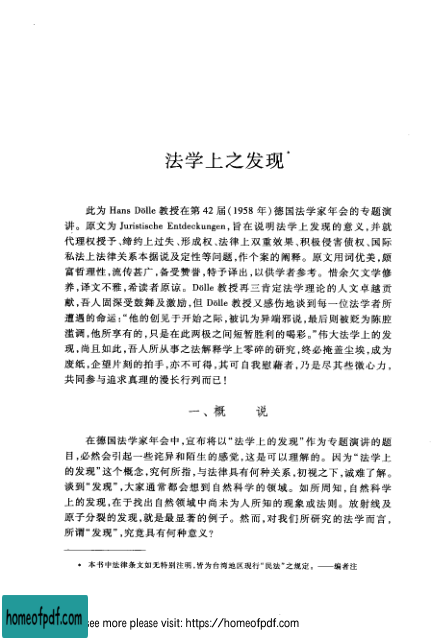 法学上之发现*
此为 Hans Dölle 教授在第 42 届(1958 年)德国法学家年会的专题演
讲。原文为 Juristische Entdeckungen,旨在说明法学上发现的意义,并就
代理权授予、缔约上过失、形成权、法律上双重效果、积极侵害债权、国际
私法上法律关系本据说及定性等问题,作个案的阐释。原文用词优美,颇
富哲理性,流传甚广,备受赞誉,特予译出,以供学者参考。惜余欠文学修
养,译文不雅,希读者原谅。Dölle 教授再三肯定法学理论的人文卓越贡
献,吾人固深受鼓舞及激励,但 Dölle 教授又感伤地谈到每一位法学者所
遭遇的命运:“他的创见于开始之际,被讥为异端邪说,最后则被贬为陈腔
滥调,他所享有的,只是在此两极之间短暂胜利的喝彩。”伟大法学上的发
现,尚且如此,吾人所从事之法解释学上零碎的研究,终必掩盖尘埃,成为
废纸,企望片刻的拍手,亦不可得,其可自我慰藉者,乃是尽其些微心力,
共同参与追求真理的漫长行列而已!
一、概 说
在德国法学家年会中,宣布将以“法学上的发现”作为专题演讲的题
目,必然会引起一些诧异和陌生的感觉,这是可以理解的。因为“法学上
的发现”这个概念,究何所指,与法律具有何种关系,初视之下,诚难了解。
谈到“发现”,大家通常都会想到自然科学的领域。如所周知,自然科学
上的发现,在于找出自然领域中尚未为人所知的现象或法则。放射线及
原子分裂的发现,就是最显著的例子。然而,对我们所研究的法学而言,
所谓“发现”,究竟具有何种意义?
* 本书中法律条文如无特别注明,皆为台湾地区现行“民法”之规定。——编者注
homeofpdf.com
see more please visit: https://homeofpdf.com